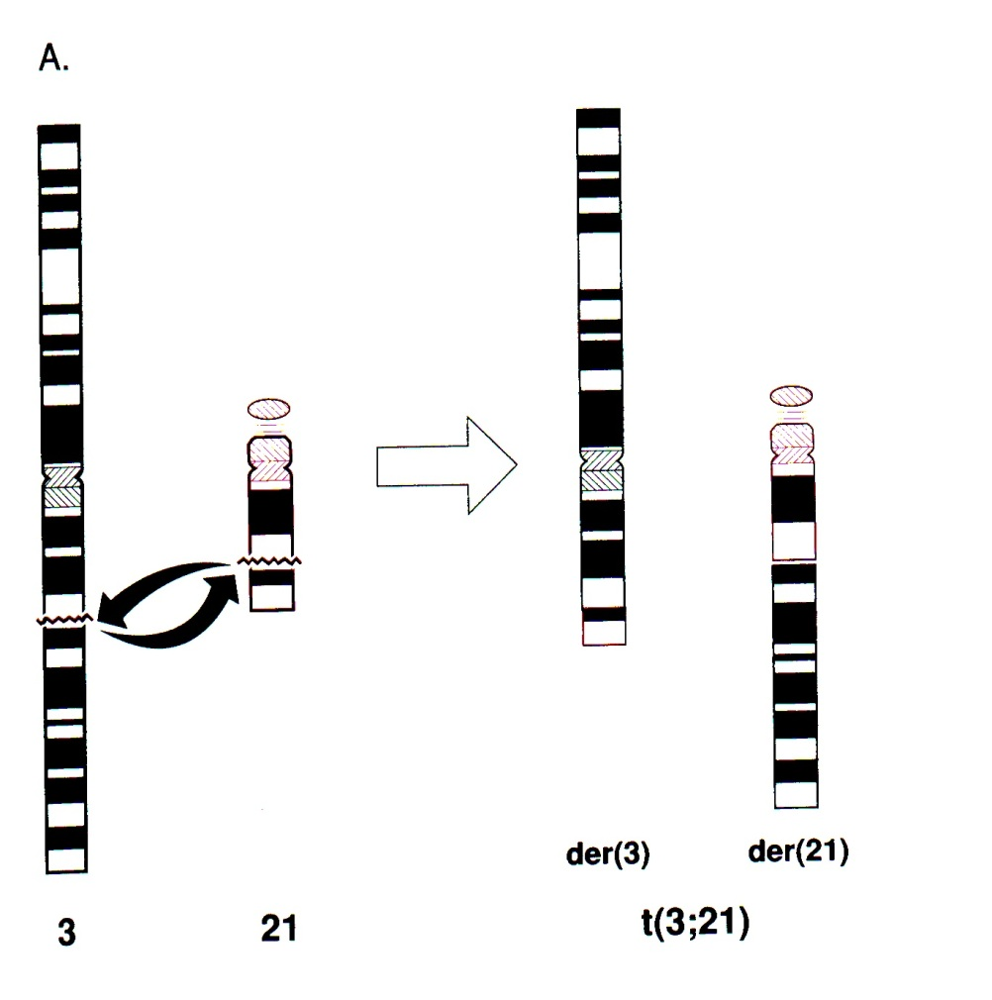 A.
der(3) der(21)
3 21 t(3;21)